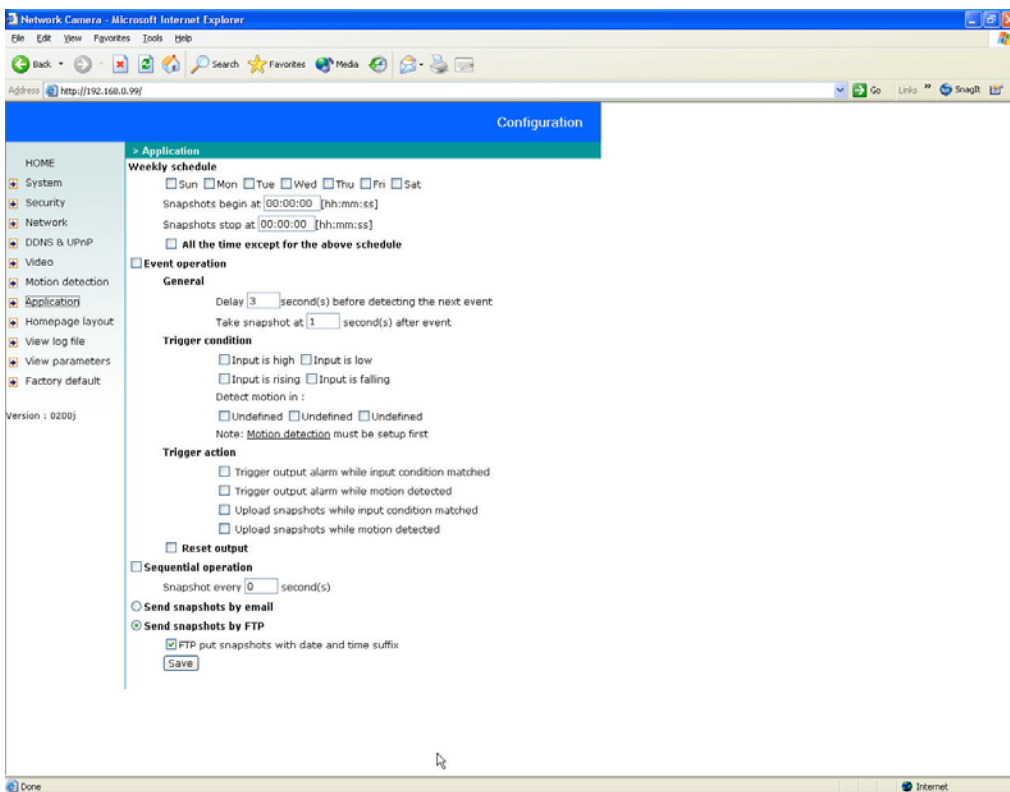 Network Camera - Microsoft Internet Explorer
File Edit View Favorites Tools Help
Back Search Favorites Media
Address http://192.168.0.99/ Go Links » SnagIt
Configuration
HOME
System
Security
Network
DDNS & UPnP
Video
Motion detection
Application
Homepage layout
View log file
View parameters
Factory default
Version : 0200j
> Application
Weekly schedule
Sun Mon Tue Wed Thu Fri Sat
Snapshots begin at 00:00:00 [hh:mm:ss]
Snapshots stop at 00:00:00 [hh:mm:ss]
All the time except for the above schedule
Event operation
General
Delay 3 second(s) before detecting the next event
Take snapshot at 1 second(s) after event
Trigger condition
Input is high Input is low
Input is rising Input is falling
Detect motion in :
Undefined Undefined Undefined
Note: Motion detection must be setup first
Trigger action
Trigger output alarm while input condition matched
Trigger output alarm while motion detected
Upload snapshots while input condition matched
Upload snapshots while motion detected
Reset output
Sequential operation
Snapshot every 0 second(s)
Send snapshots by email
Send snapshots by FTP
FTP put snapshots with date and time suffix
Save
Done Internet